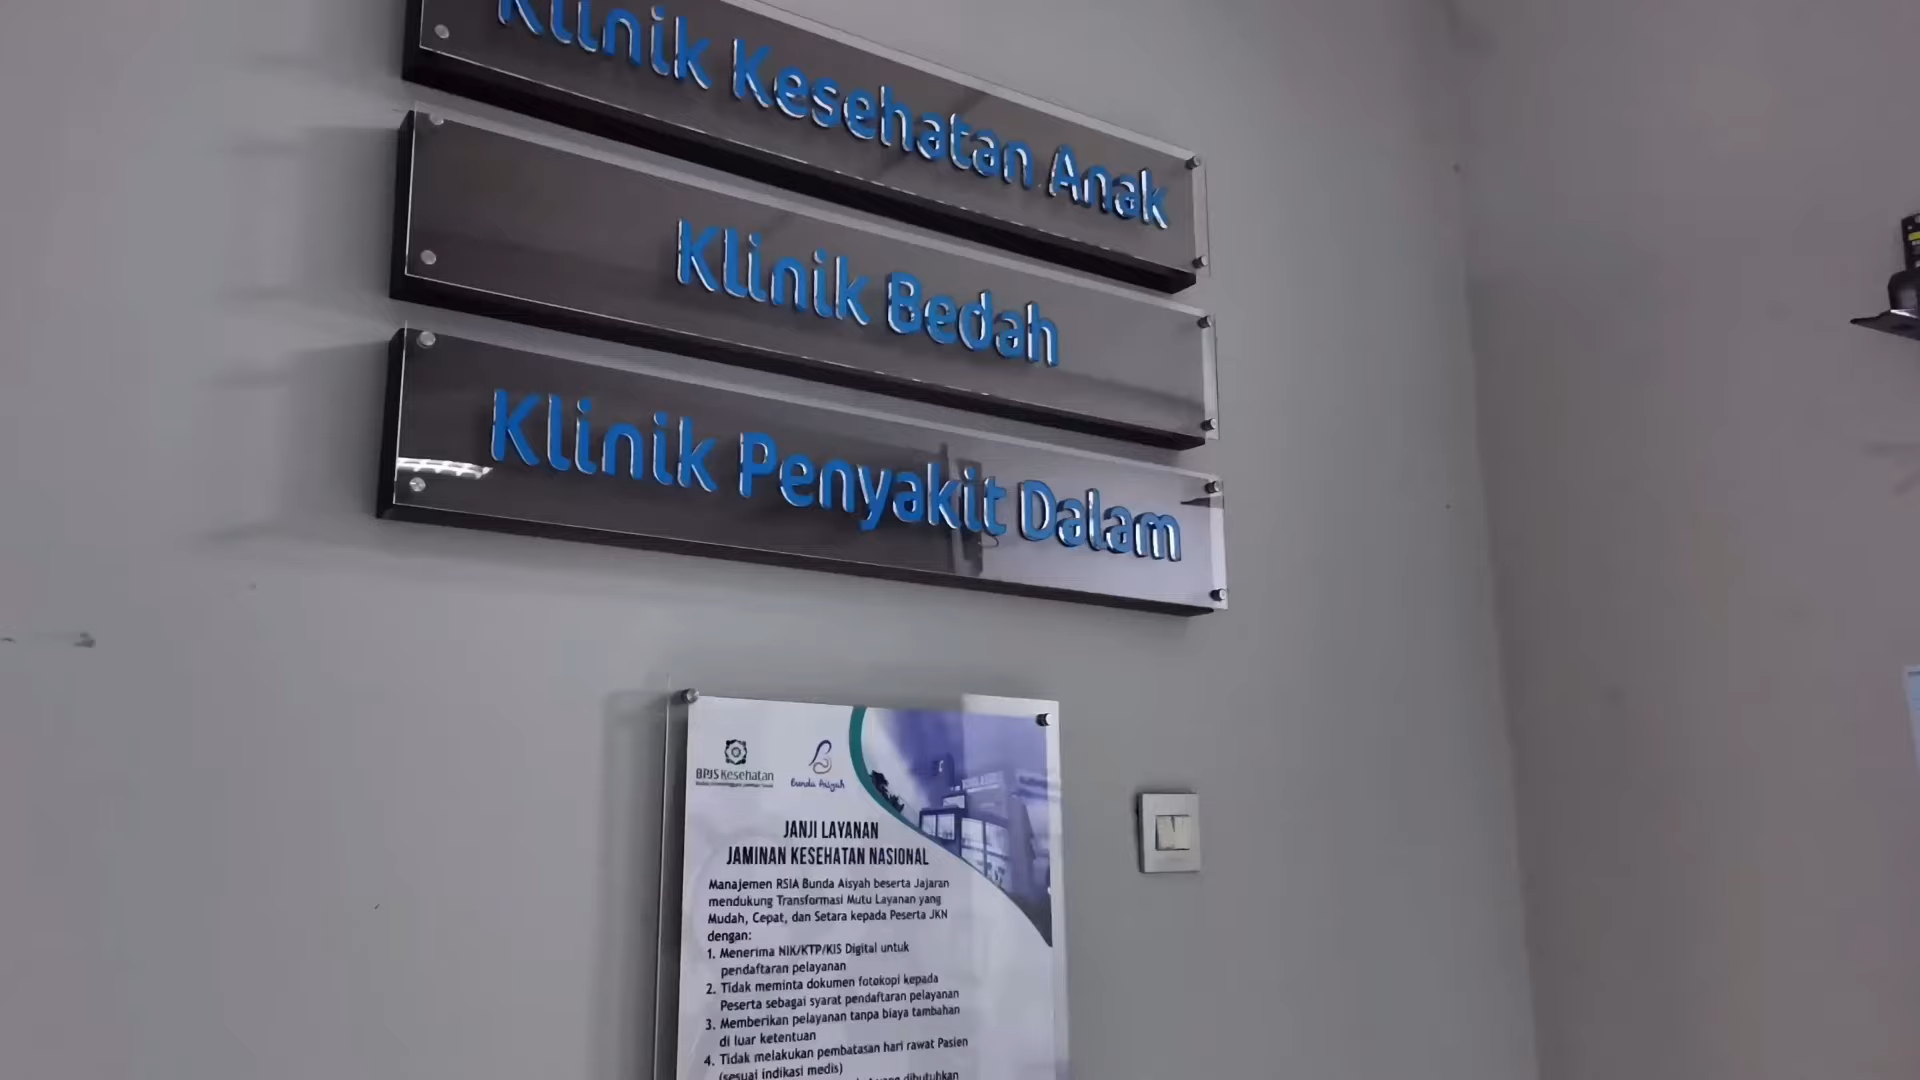 Klinik Kesehatan Anak
Klinik Bedah
Klinik Penyakit Dalam
BPJS Kesehatan
Bunda Aisyah
JANJI LAYANAN
JAMINAN KESEHATAN NASIONAL
Manajemen RSIA Bunda Aisyah beserta Jajaran
mendukung Transformasi Mutu Layanan yang
Mudah, Cepat, dan Setara kepada Peserta JKN
dengan:
1. Menerima NIK/KTP/KIS Digital untuk
pendaftaran pelayanan
2. Tidak meminta dokumen fotokopi kepada
Peserta sebagai syarat pendaftaran pelayanan
3. Memberikan pelayanan tanpa biaya tambahan
di luar ketentuan
4. Tidak melakukan pembatasan hari rawat Pasien
(sesuai indikasi medis)
yang dibutuhkan